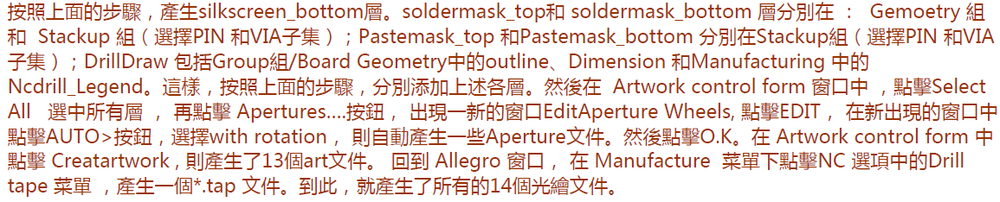 按照上面的步驟，產生silkscreen_bottom層。soldermask_top和 soldermask_bottom 層分別在 ： Gemoetry 組
和 Stackup 組（選擇PIN 和VIA子集）；Pastemask_top 和Pastemask_bottom 分別在Stackup組（選擇PIN 和VIA
子集）；DrillDraw 包括Group組/Board Geometry中的outline、Dimension 和Manufacturing 中的
Ncdrill_Legend。這樣，按照上面的步驟，分別添加上述各層。然後在 Artwork control form 窗口中 ，點擊Select
All 選中所有層 ， 再點擊 Apertures....按鈕， 出現一新的窗口EditAperture Wheels, 點擊EDIT， 在新出現的窗口中
點擊AUTO>按鈕，選擇with rotation， 則自動產生一些Aperture文件。然後點擊O.K。在 Artwork control form 中
點擊 Creatartwork , 則產生了13個art文件。 回到 Allegro 窗口， 在 Manufacture 菜單下點擊NC 選項中的Drill
tape 菜單 ，產生一個*.tap 文件。到此，就產生了所有的14個光繪文件。